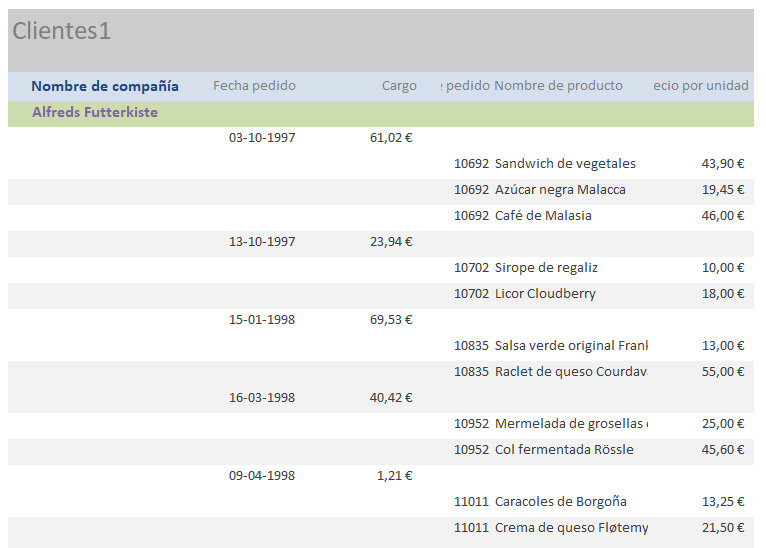 Clientes1
Nombre de compañía Fecha pedido Cargo pedido Nombre de producto ecio por unidad
Alfreds Futterkiste
03-10-1997 61,02 €
10692 Sandwich de vegetales 43,90 €
10692 Azúcar negra Malacca 19,45 €
10692 Café de Malasia 46,00 €
13-10-1997 23,94 €
10702 Sirope de regaliz 10,00 €
10702 Licor Cloudberry 18,00 €
15-01-1998 69,53 €
10835 Salsa verde original Frank 13,00 €
10835 Raclet de queso Courdava 55,00 €
16-03-1998 40,42 €
10952 Mermelada de grosellas 25,00 €
10952 Col fermentada Rössle 45,60 €
09-04-1998 1,21 €
11011 Caracoles de Borgoña 13,25 €
11011 Crema de queso Fløtemy 21,50 €